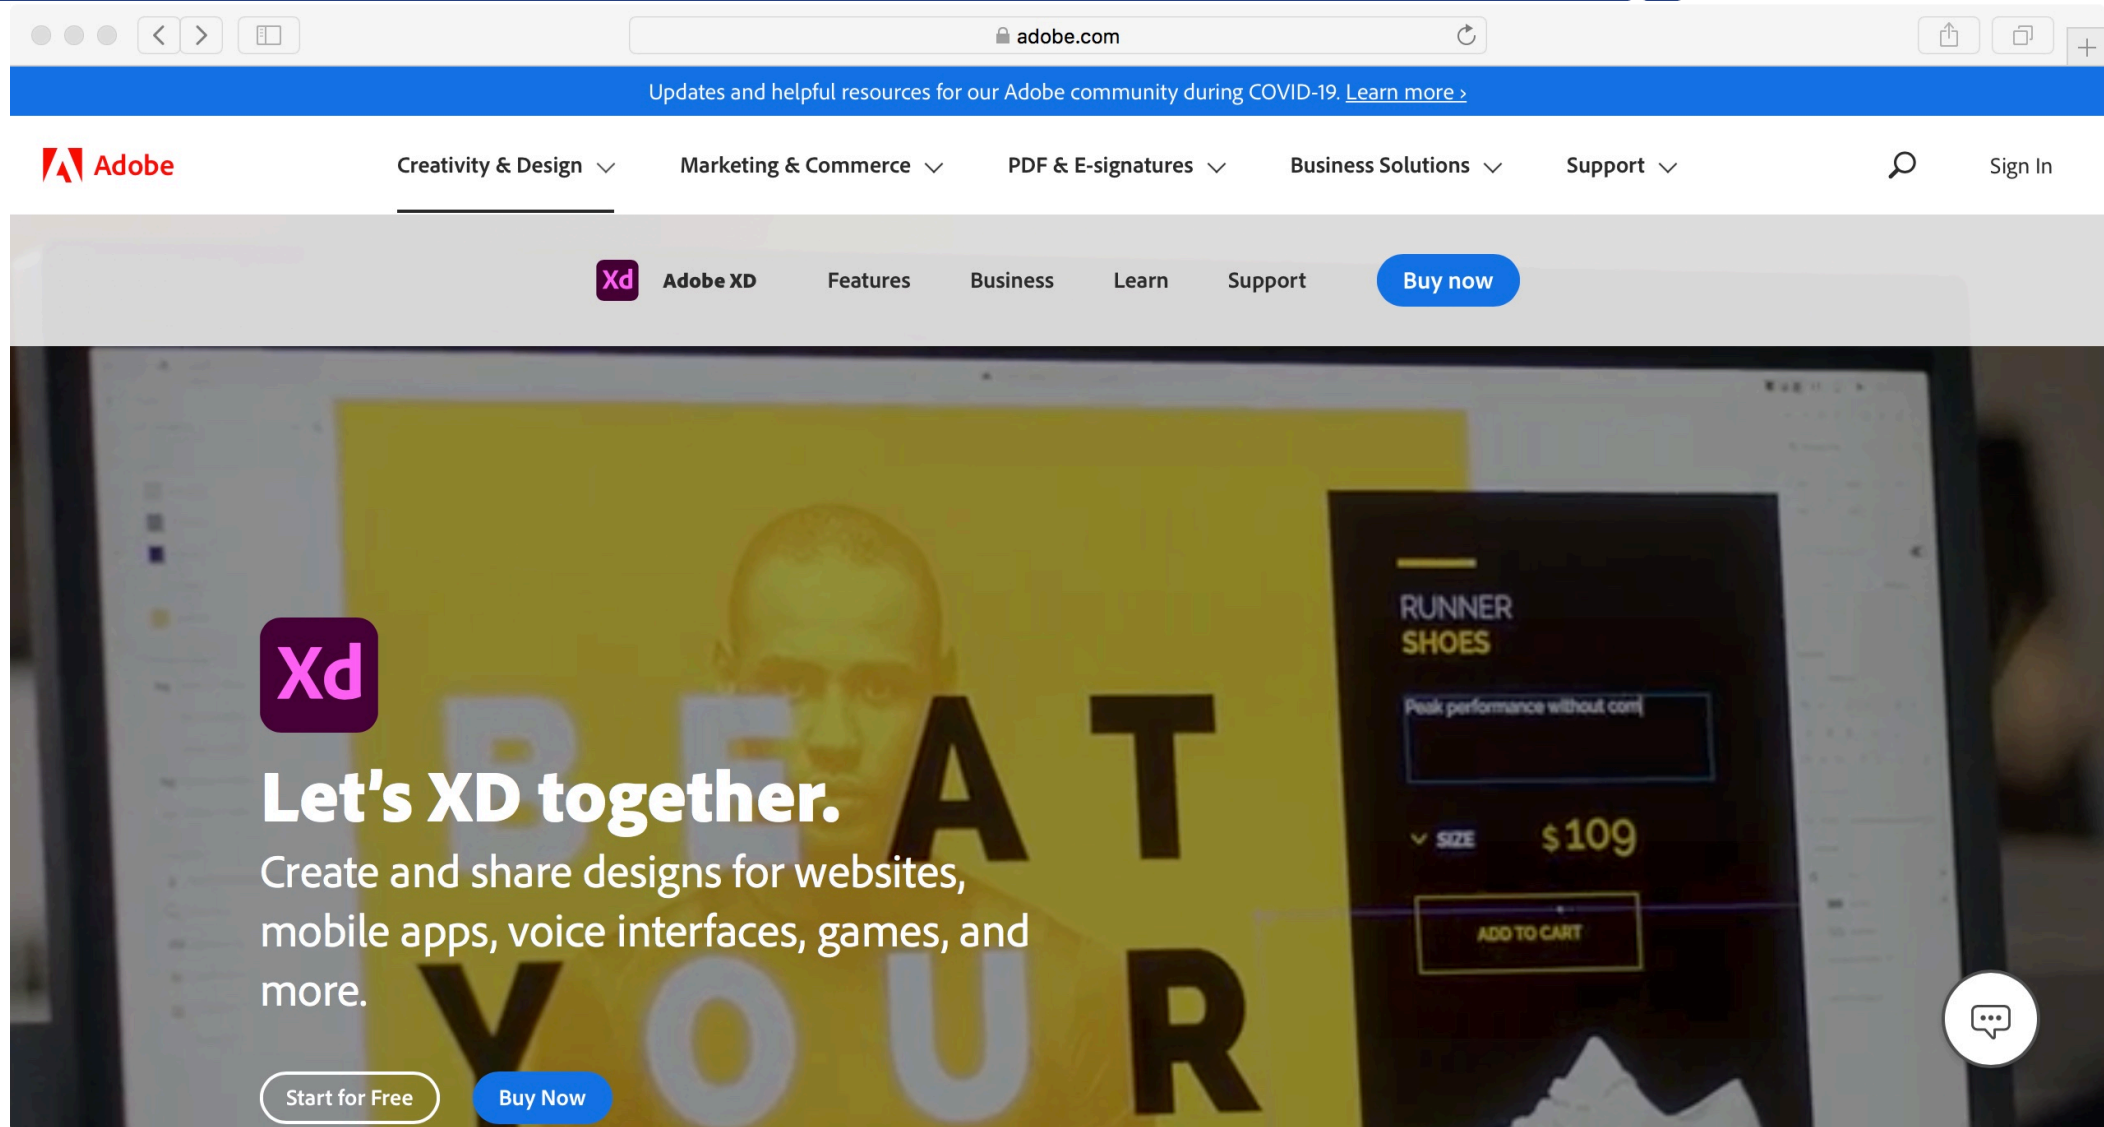 adobe.com
Updates and helpful resources for our Adobe community during COVID-19. Learn more ›
Adobe
Creativity & Design
Marketing & Commerce
PDF & E-signatures
Business Solutions
Support
Sign In
Xd
Adobe XD
Features
Business
Learn
Support
Buy now
RUNNER
SHOES
Peak performance without com
SIZE
$109
ADD TO CART
BEAT
YOUR
Xd
Let's XD together.
Create and share designs for websites,
mobile apps, voice interfaces, games, and
more.
Start for Free
Buy Now